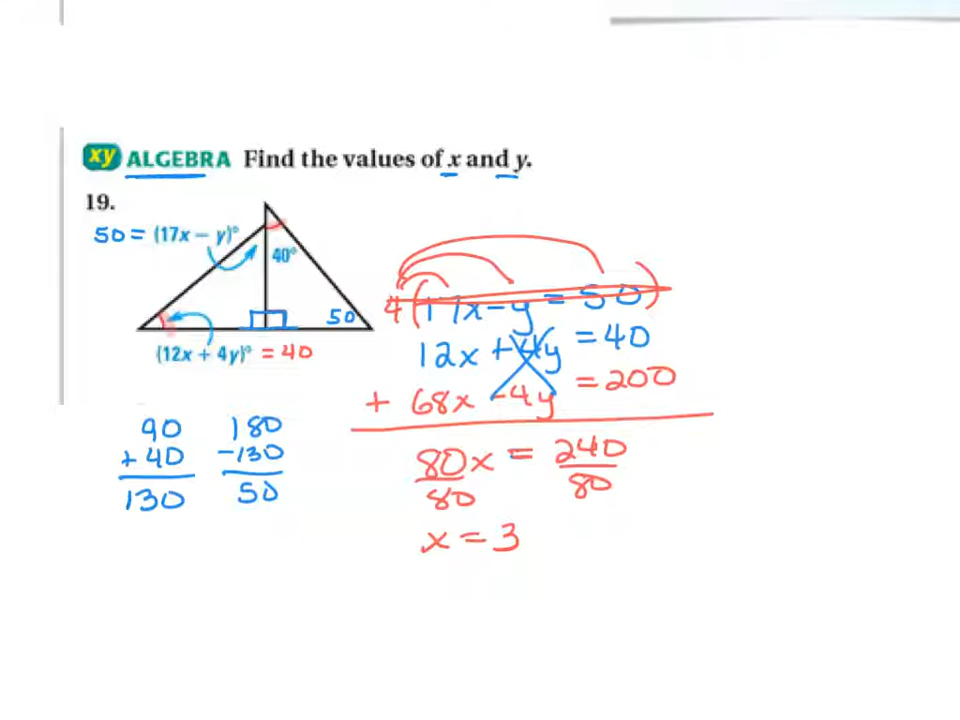 xy ALGEBRA Find the values of x and y.
19.
50 = (17x − y)°
40°
50
(12x + 4y)° = 40
4(17x − y = 50)
12x + 4y = 40
+ 68x − 4y = 200
80x = 240
80 80
x = 3
90
+ 40
130
180
− 130
50